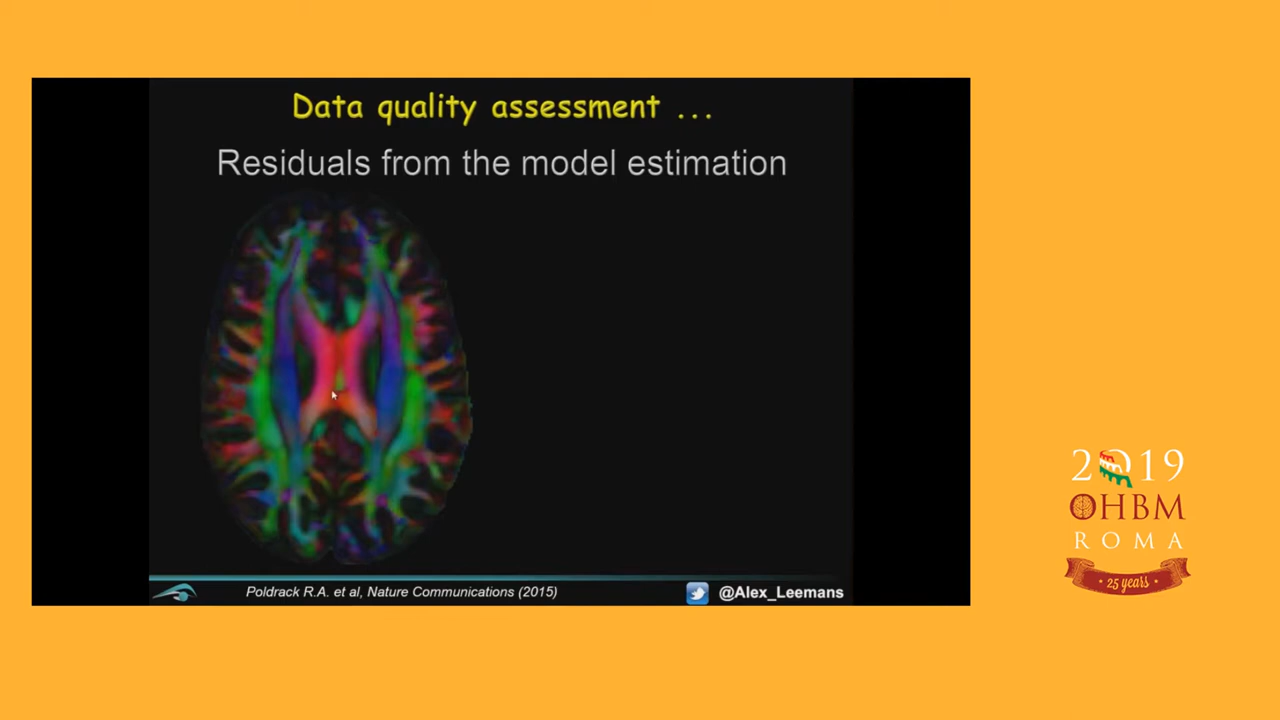 Data quality assessment ...
Residuals from the model estimation
Poldrack R.A. et al, Nature Communications (2015)
@Alex_Leemans
2019
OHBM
ROMA
• 25 years •